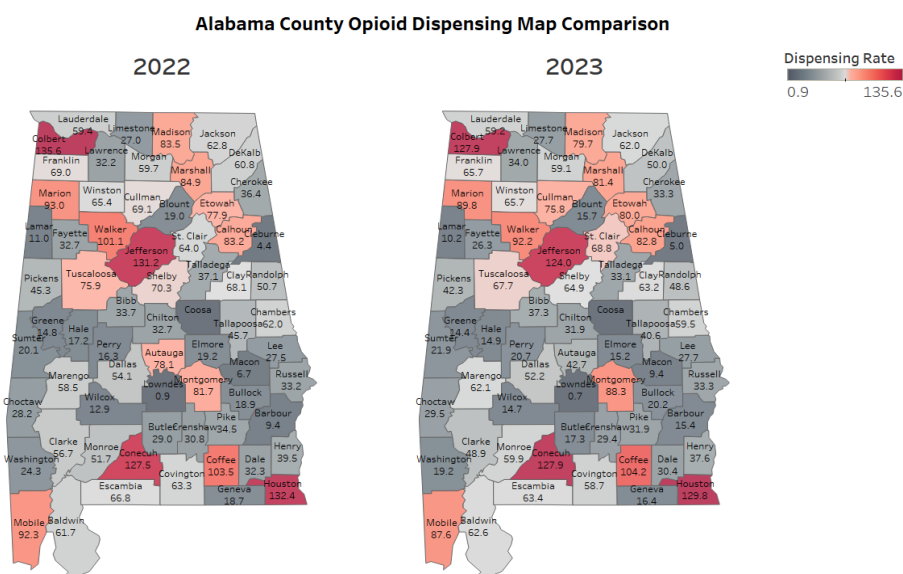 Alabama County Opioid Dispensing Map Comparison
2022
2023
Dispensing Rate
0.9
135.6
Lauderdale
59.4
Limestone
27.0
Madison
83.5
Jackson
62.8
Colbert
135.6
Lawrence
32.2
Franklin
69.0
Morgan
59.7
DeKalb
60.8
Marshall
84.9
Cherokee
36.4
Marion
93.0
Winston
65.4
Cullman
69.1
Blount
19.0
Etowah
77.9
Lamar
11.0
Fayette
32.7
Walker
101.1
Calhoun
83.2
Cleburne
4.4
Jefferson
131.2
St. Clair
64.0
Pickens
45.3
Tuscaloosa
75.9
Shelby
70.3
Talladega
37.1
Clay
68.1
Randolph
50.7
Bibb
33.7
Chilton
32.7
Coosa
Tallapoosa
45.7
Chambers
62.0
Greene
14.8
Hale
17.2
Sumter
20.1
Perry
16.3
Autauga
78.1
Elmore
19.2
Lee
27.5
Macon
6.7
Marengo
58.5
Dallas
54.1
Lowndes
0.9
Montgomery
81.7
Russell
33.2
Bullock
18.9
Choctaw
28.2
Wilcox
12.9
Barbour
9.4
Butler
29.0
Crenshaw
30.8
Pike
34.5
Clarke
56.7
Monroe
51.7
Conecuh
127.5
Coffee
103.5
Dale
32.3
Henry
39.5
Washington
24.3
Covington
63.3
Escambia
66.8
Geneva
18.7
Houston
132.4
Mobile
92.3
Baldwin
61.7
Lauderdale
59.2
Limestone
27.7
Madison
79.7
Jackson
62.0
Colbert
127.9
Lawrence
34.0
Franklin
65.7
Morgan
59.1
DeKalb
50.0
Marshall
81.4
Cherokee
33.3
Marion
89.8
Winston
65.7
Cullman
75.8
Blount
15.7
Etowah
80.0
Lamar
10.2
Fayette
26.3
Walker
92.2
Calhoun
82.8
Cleburne
5.0
Jefferson
124.0
St. Clair
68.8
Pickens
42.3
Tuscaloosa
67.7
Shelby
64.9
Talladega
33.1
Clay
63.2
Randolph
48.6
Bibb
37.3
Chilton
31.9
Coosa
Tallapoosa
40.6
Chambers
59.5
Greene
14.4
Hale
14.9
Sumter
21.9
Perry
20.7
Autauga
42.7
Elmore
15.2
Lee
27.7
Macon
9.4
Marengo
62.1
Dallas
52.2
Lowndes
0.7
Montgomery
88.3
Russell
33.3
Bullock
20.2
Choctaw
29.5
Wilcox
14.7
Barbour
15.4
Butler
17.3
Crenshaw
29.4
Pike
31.9
Clarke
48.9
Monroe
59.9
Conecuh
127.9
Coffee
104.2
Dale
30.4
Henry
37.6
Washington
19.2
Covington
58.7
Escambia
63.4
Geneva
16.4
Houston
129.8
Mobile
87.6
Baldwin
62.6